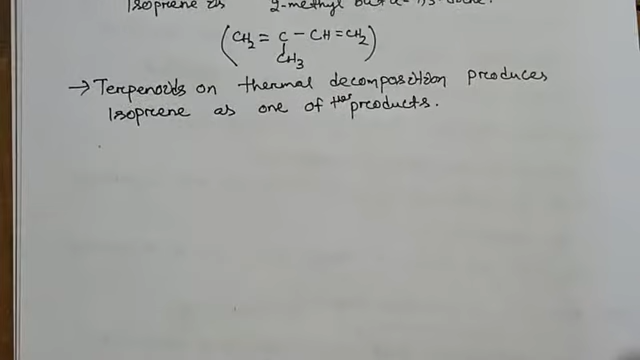 Isoprene is 2-methyl buta-1,3-diene.
(CH₂ = C - CH = CH₂)
CH₃
→ Terpenoids on thermal decomposition produces
Isoprene as one of the products.